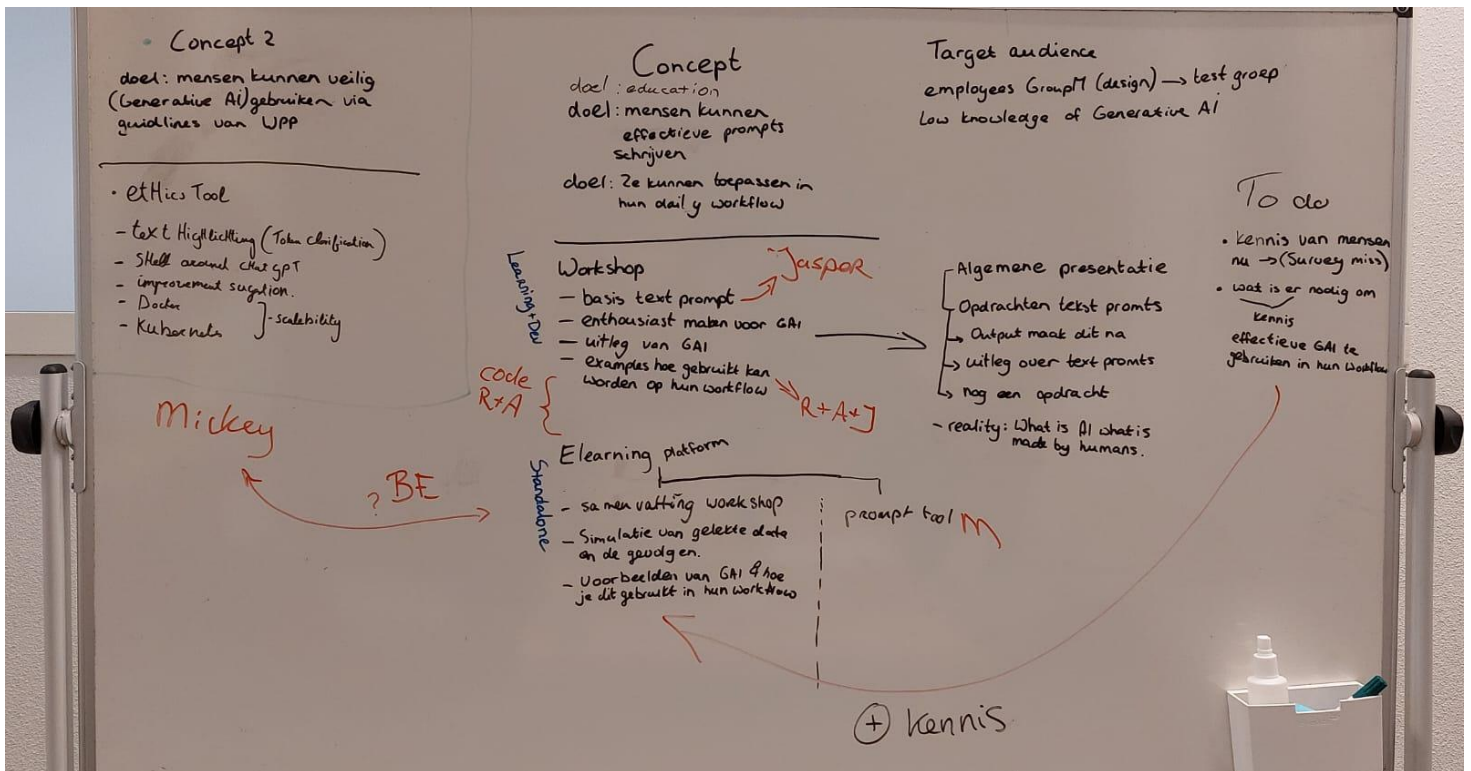 Concept 2
doel: mensen kunnen veilig
(Generative AI) gebruiken via
guidlines van WPP
• etHics Tool
- text Highlichting (Token Clarification)
- SHell around chat gpt
- improvement sugestion.
- Docker
- Kubernets
- scalebility
Mickey
? BE
Concept
doel: education
doel: mensen kunnen
effectieve prompts
schrijven
doel: Ze kunnen toepassen in
hun daily workflow
Learning + Dev
Workshop
- basis text prompt
- Jasper
- enthousiast maken voor GAI
- uitleg van GAI
- examples hoe gebruikt kan
worden op hun workflow
code
R+A
R+A+J
Standalone
Elearning platform
- samenvatting workshop
- Simulatie van gelekte data
en de gevolgen.
- Voorbeelden van GAI & hoe
je dit gebruikt in hun workflow
prompt tool M
Target audience
employees GroupM (design) → test groep
Low knowledge of Generative AI
Algemene presentatie
Opdrachten tekst promts
→ Output maak dit na
→ uitleg over text promts
→ nog een opdracht
- reality: What is AI what is
made by humans.
To do
• kennis van mensen
nu → (Survey miss)
• wat is er nodig om
kennis
effectieve GAI te
gebruiken in hun workflow
+ kennis